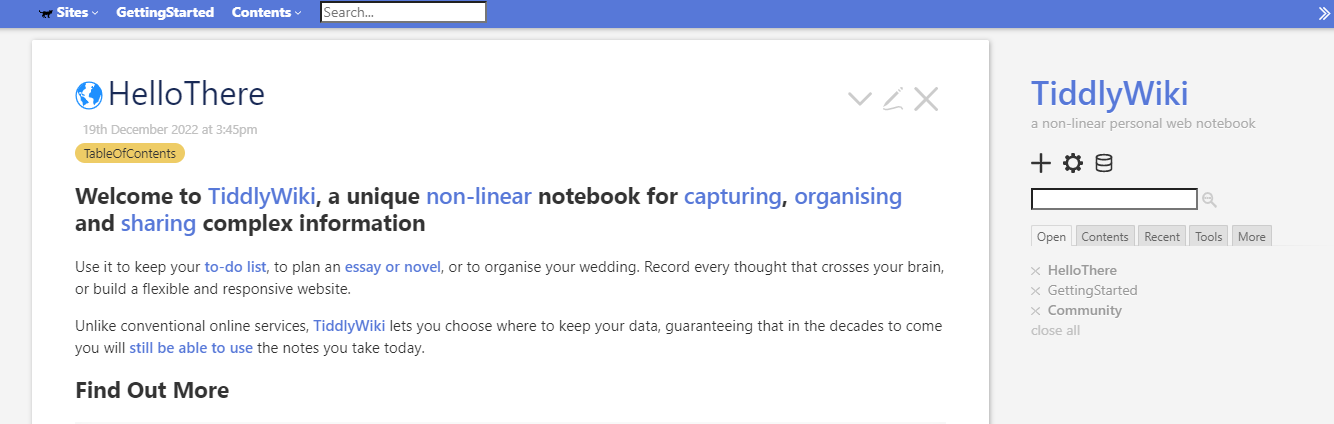 Sites GettingStarted Contents Search...
HelloThere
19th December 2022 at 3:45pm
TableOfContents
Welcome to TiddlyWiki, a unique non-linear notebook for capturing, organising
and sharing complex information
Use it to keep your to-do list, to plan an essay or novel, or to organise your wedding. Record every thought that crosses your brain,
or build a flexible and responsive website.
Unlike conventional online services, TiddlyWiki lets you choose where to keep your data, guaranteeing that in the decades to come
you will still be able to use the notes you take today.
Find Out More
TiddlyWiki
a non-linear personal web notebook
Open Contents Recent Tools More
HelloThere
GettingStarted
Community
close all